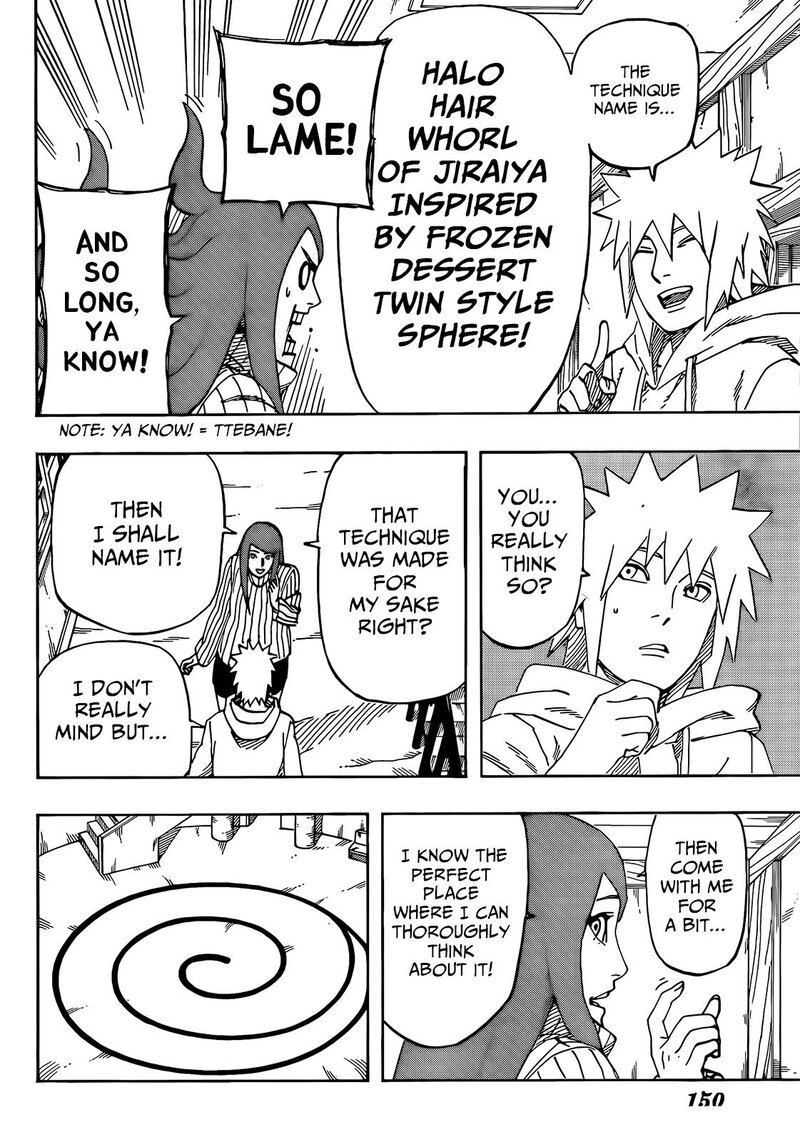 THE
TECHNIQUE
NAME IS...
HALO
HAIR
WHORL
OF JIRAIYA
INSPIRED
BY FROZEN
DESSERT
TWIN STYLE
SPHERE!
SO
LAME!
AND
SO
LONG,
YA
KNOW!
NOTE: YA KNOW! = TTEBANE!
YOU...
YOU
REALLY
THINK
SO?
THAT
TECHNIQUE
WAS MADE
FOR
MY SAKE
RIGHT?
THEN
I SHALL
NAME IT!
I DON'T
REALLY
MIND BUT...
THEN
COME
WITH ME
FOR
A BIT...
I KNOW THE
PERFECT
PLACE
WHERE I CAN
THOROUGHLY
THINK
ABOUT IT!
150